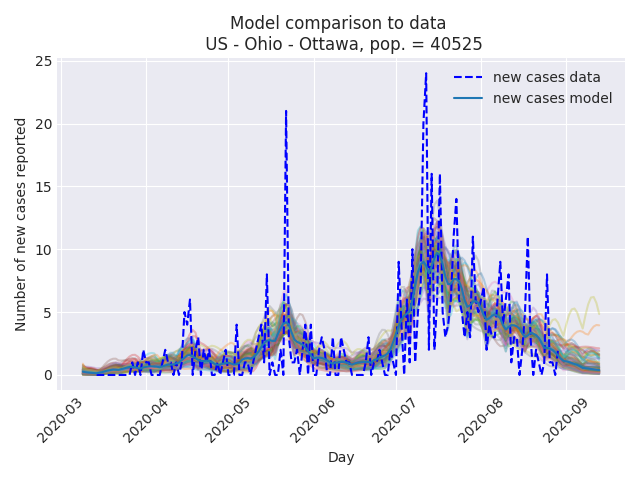 Model comparison to data
US - Ohio - Ottawa, pop. = 40525
new cases data
new cases model
Number of new cases reported
25
20
15
10
5
0
2020-03
2020-04
2020-05
2020-06
2020-07
2020-08
2020-09
Day